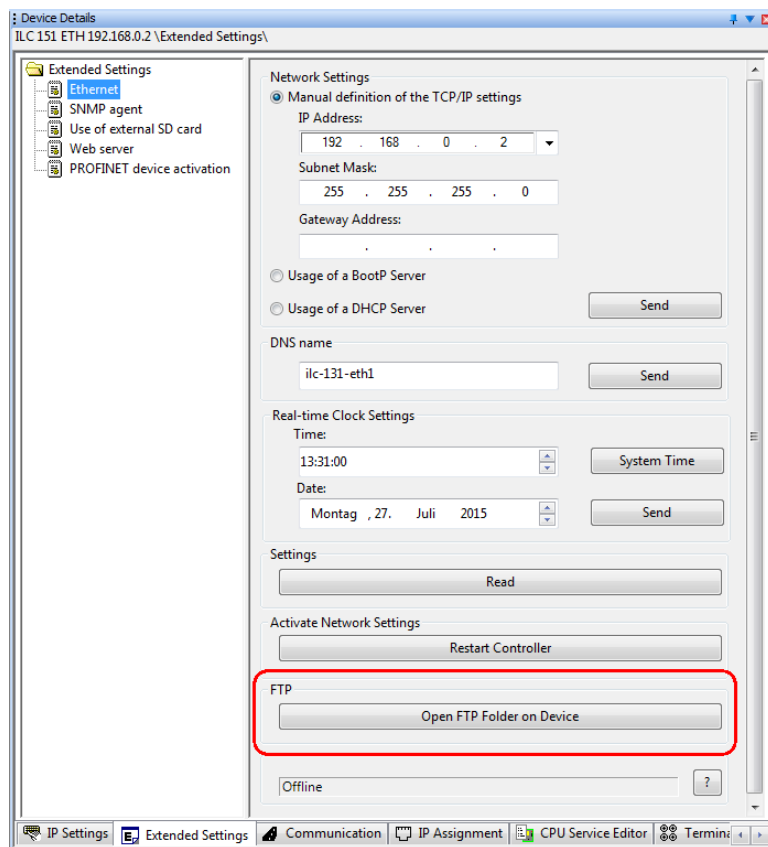 Device Details
ILC 151 ETH 192.168.0.2 \Extended Settings\
Extended Settings
Ethernet
SNMP agent
Use of external SD card
Web server
PROFINET device activation
Network Settings
Manual definition of the TCP/IP settings
IP Address:
192 . 168 . 0 . 2
Subnet Mask:
255 . 255 . 255 . 0
Gateway Address:
. . .
Usage of a BootP Server
Usage of a DHCP Server
Send
DNS name
ilc-131-eth1
Send
Real-time Clock Settings
Time:
13:31:00
System Time
Date:
Montag , 27. Juli 2015
Send
Settings
Read
Activate Network Settings
Restart Controller
FTP
Open FTP Folder on Device
Offline
?
IP Settings
Extended Settings
Communication
IP Assignment
CPU Service Editor